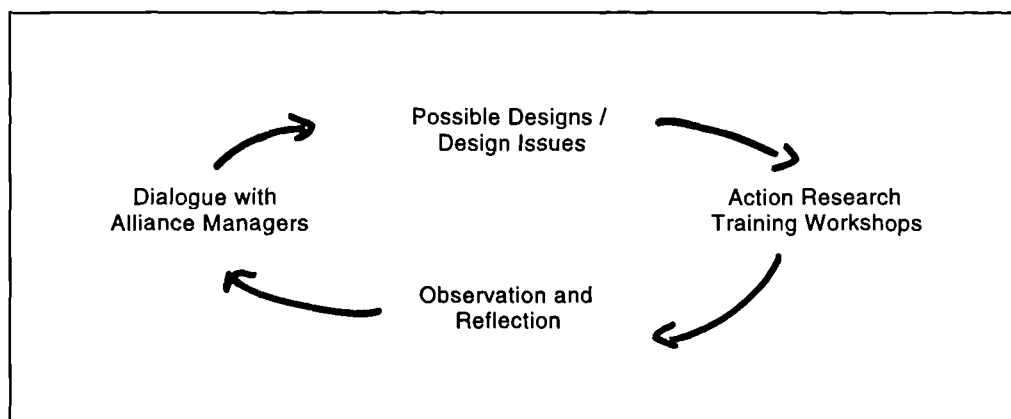 Possible Designs /
Design Issues
Dialogue with
Alliance Managers
Action Research
Training Workshops
Observation and
Reflection